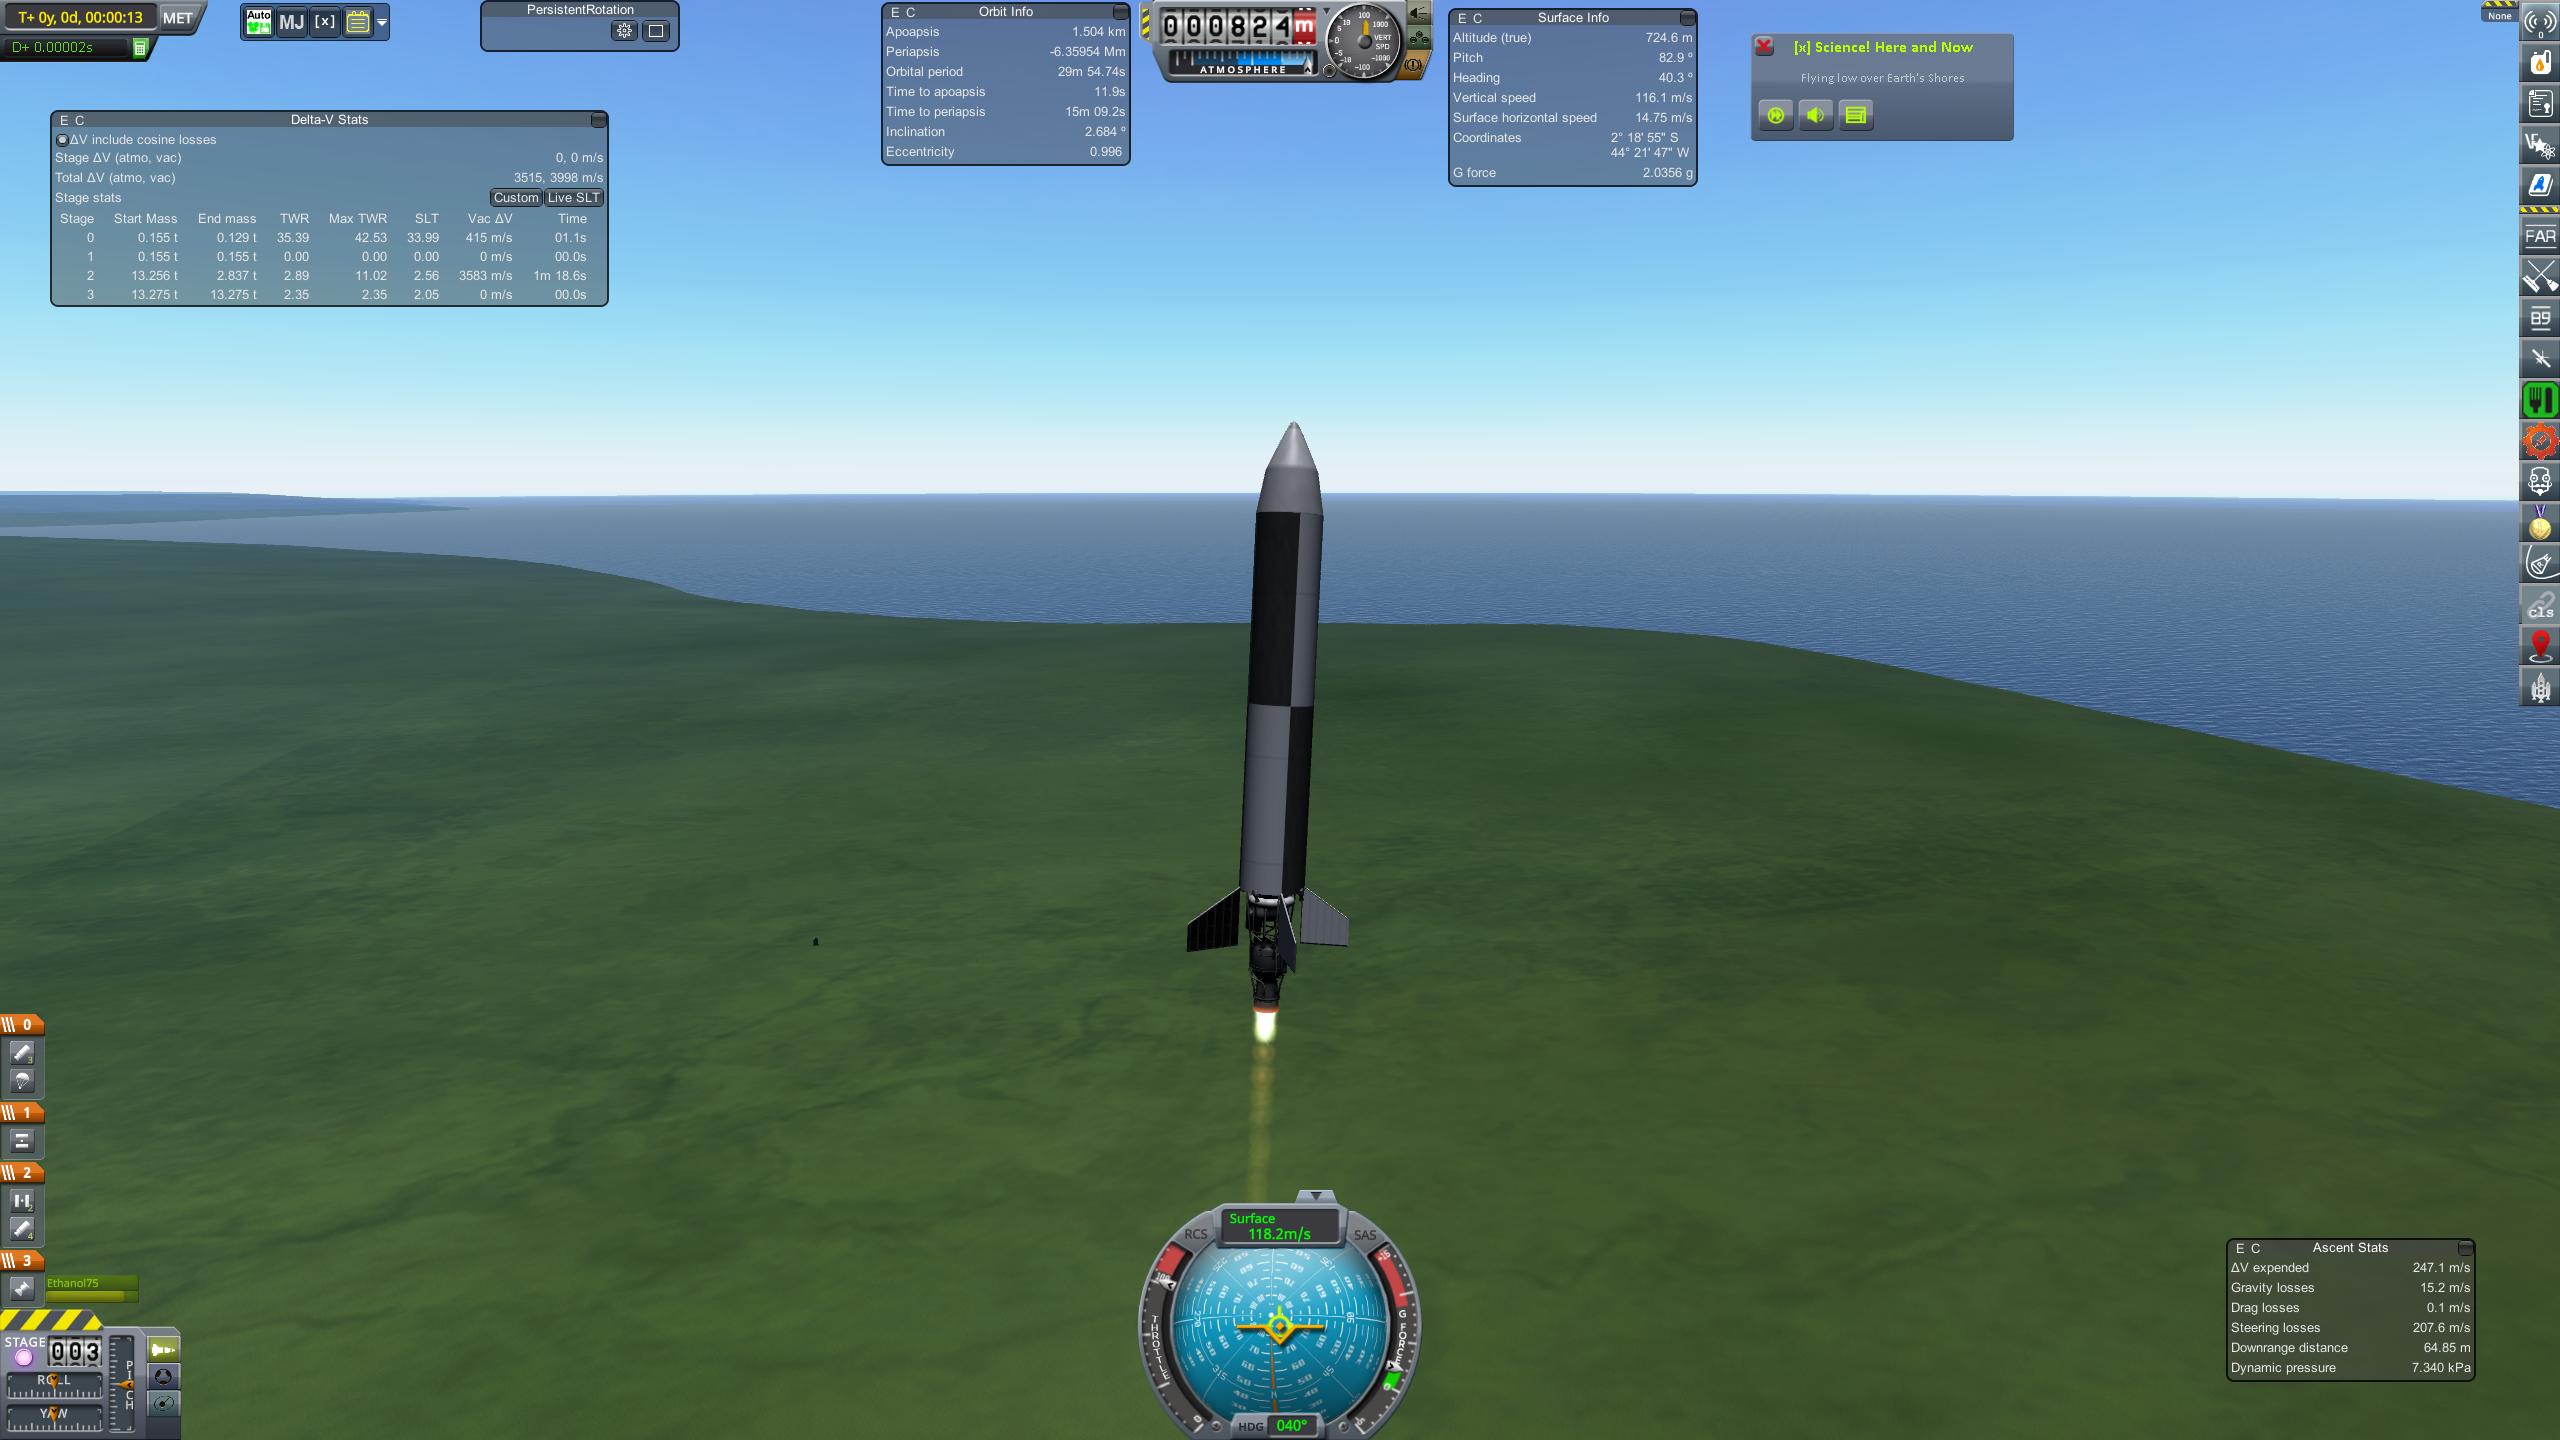 T+ 0y, 0d, 00:00:13 MET
D+ 0.00002s
Auto MJ [x]
PersistentRotation
E C Delta-V Stats
ΔV include cosine losses
Stage ΔV (atmo, vac) 0, 0 m/s
Total ΔV (atmo, vac) 3515, 3998 m/s
Stage stats Custom Live SLT
Stage Start Mass End mass TWR Max TWR SLT Vac ΔV Time
0 0.155 t 0.129 t 35.39 42.53 33.99 415 m/s 01.1s
1 0.155 t 0.155 t 0.00 0.00 0.00 0 m/s 00.0s
2 13.256 t 2.837 t 2.89 11.02 2.56 3583 m/s 1m 18.6s
3 13.275 t 13.275 t 2.35 2.35 2.05 0 m/s 00.0s
E C Orbit Info
Apoapsis 1.504 km
Periapsis -6.35954 Mm
Orbital period 29m 54.74s
Time to apoapsis 11.9s
Time to periapsis 15m 09.2s
Inclination 2.684 º
Eccentricity 0.996
000824m
ATMOSPHERE
VERT
SPD
E C Surface Info
Altitude (true) 724.6 m
Pitch 82.9 º
Heading 40.3 º
Vertical speed 116.1 m/s
Surface horizontal speed 14.75 m/s
Coordinates 2° 18' 55" S
44° 21' 47" W
G force 2.0356 g
[x] Science! Here and Now
Flying low over Earth's Shores
None
0
FAR
B9
cls
0
3
1
2
2
4
3
Ethanol75
STAGE 003
ROLL
YAW
PITCH
RCS
Surface
118.2m/s
SAS
THROTTLE
G FORCE
HDG 040°
E C Ascent Stats
ΔV expended 247.1 m/s
Gravity losses 15.2 m/s
Drag losses 0.1 m/s
Steering losses 207.6 m/s
Downrange distance 64.85 m
Dynamic pressure 7.340 kPa